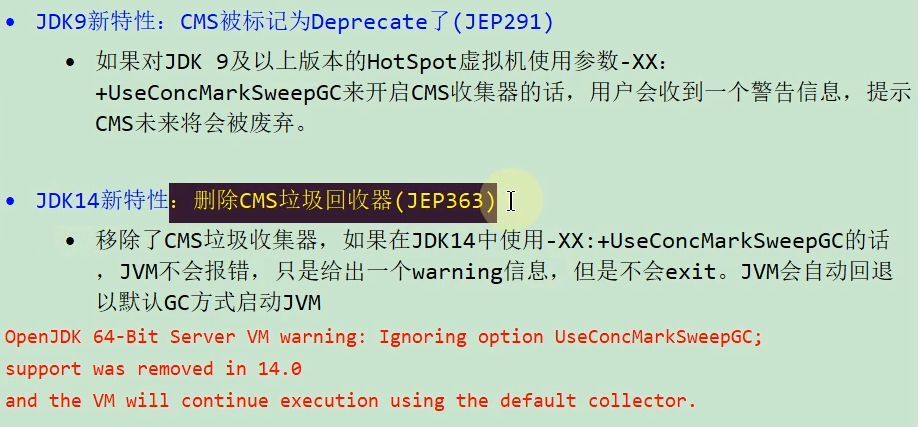 • JDK9新特性：CMS被标记为Deprecate了(JEP291)
• 如果对JDK 9及以上版本的HotSpot虚拟机使用参数-XX：
+UseConcMarkSweepGC来开启CMS收集器的话，用户会收到一个警告信息，提示
CMS未来将会被废弃。
• JDK14新特性：删除CMS垃圾回收器(JEP363)
• 移除了CMS垃圾收集器，如果在JDK14中使用-XX:+UseConcMarkSweepGC的话
，JVM不会报错，只是给出一个warning信息，但是不会exit。JVM会自动回退
以默认GC方式启动JVM
OpenJDK 64-Bit Server VM warning: Ignoring option UseConcMarkSweepGC;
support was removed in 14.0
and the VM will continue execution using the default collector.